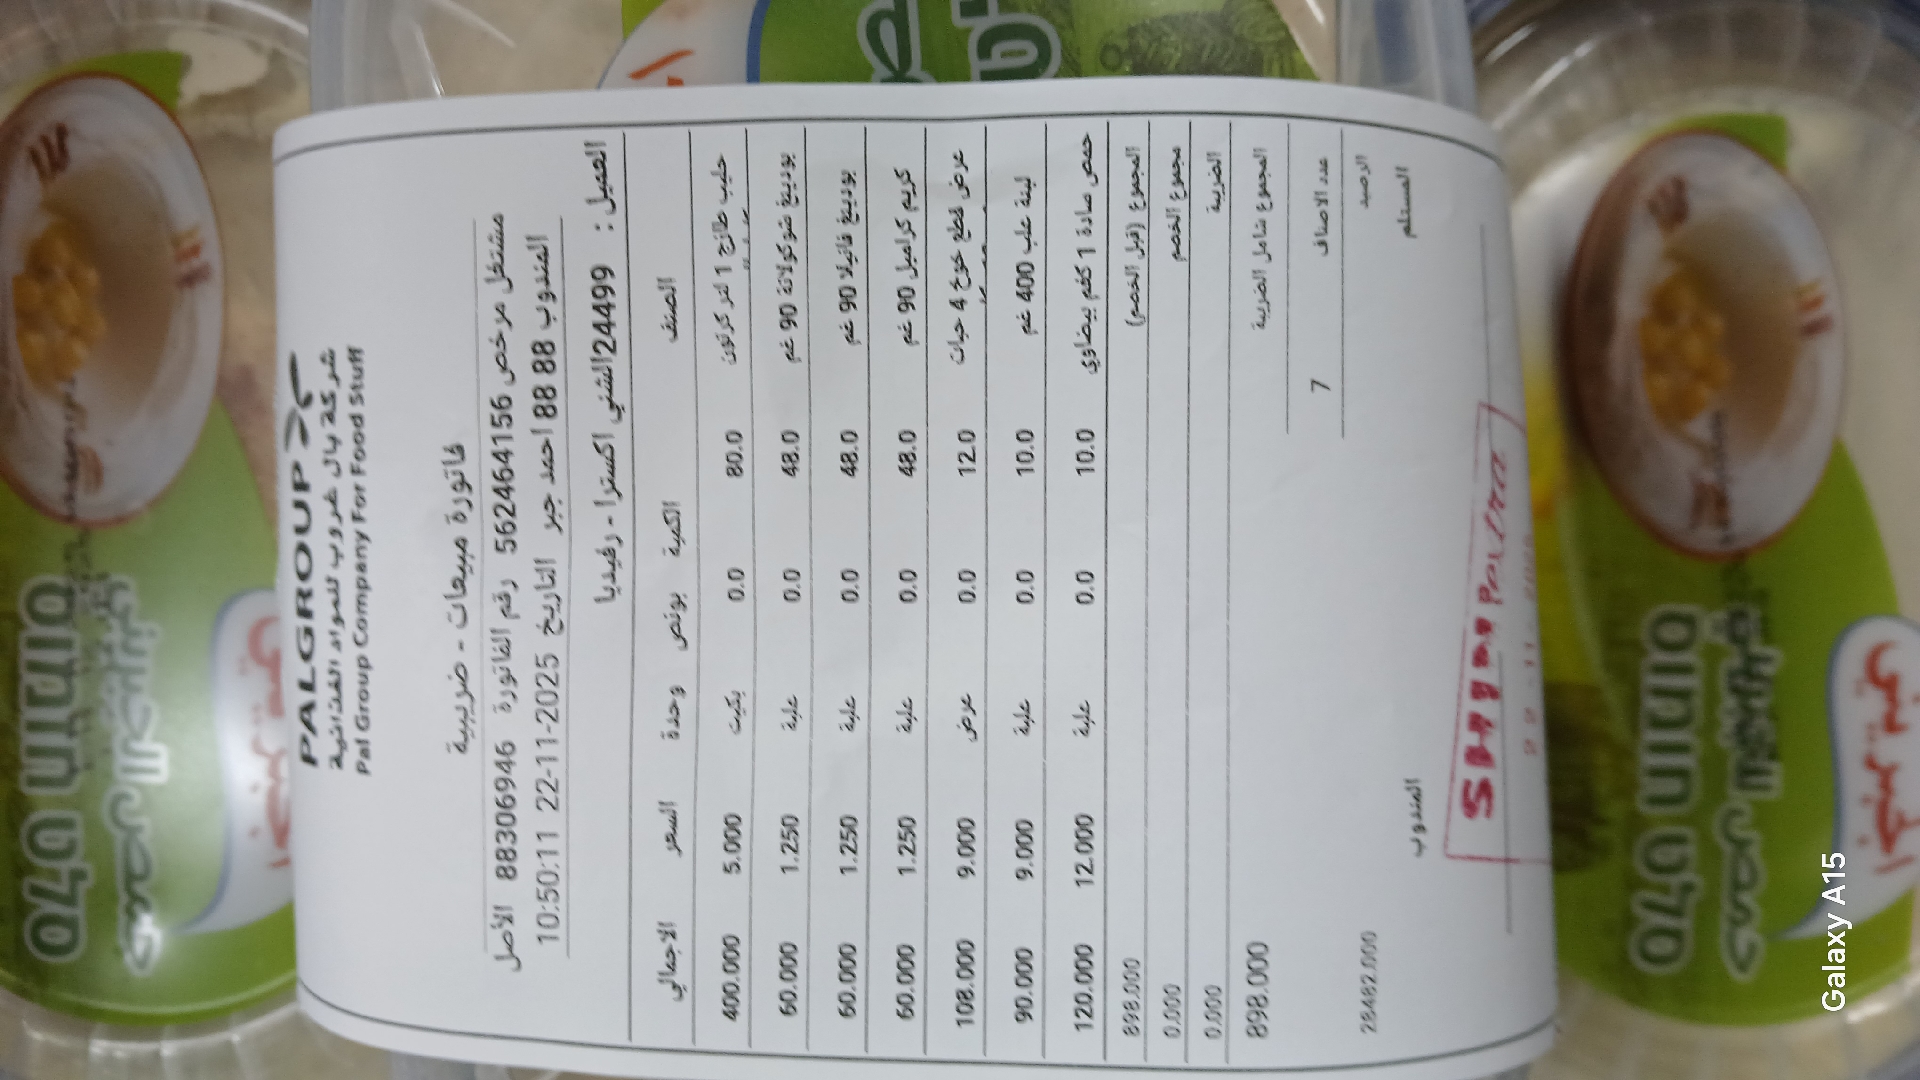 PALGROUP
شركة بال غروب للمواد الغذائية
Pal Group Company For Food Stuff
فاتورة مبيعات - ضريبية
مشتغل مرخص 562464156 رقم الفاتورة 883069946 الأصل
المندوب 88 88 احمد جبر التاريخ 22-11-2025 10:50:11
العميل : 244499الشني اكسترا - رفيديا
الصنف الكمية بونص وحدة السعر الاجمالي
حليب طازج 1 لتر كرتون 80.0 0.0 بكيت 5.000 400.000
بودينغ شوكولاتة 90 غم 48.0 0.0 علبة 1.250 60.000
بودينغ فانيلا 90 غم 48.0 0.0 علبة 1.250 60.000
كريم كراميل 90 غم 48.0 0.0 علبة 1.250 60.000
عرض قطع خوخ 4 حبات 12.0 0.0 عرض 9.000 108.000
لبنة علب 400 غم 10.0 0.0 علبة 9.000 90.000
حمص سادة 1 كغم بيضاوي 10.0 0.0 علبة 12.000 120.000
المجموع (قبل الخصم) 898.000
مجموع الخصم 0.000
الضريبة 0.000
المجموع شامل الضريبة 898.000
عدد الاصناف 7
الرصيد 28482.000
المستلم المندوب
Galaxy A15